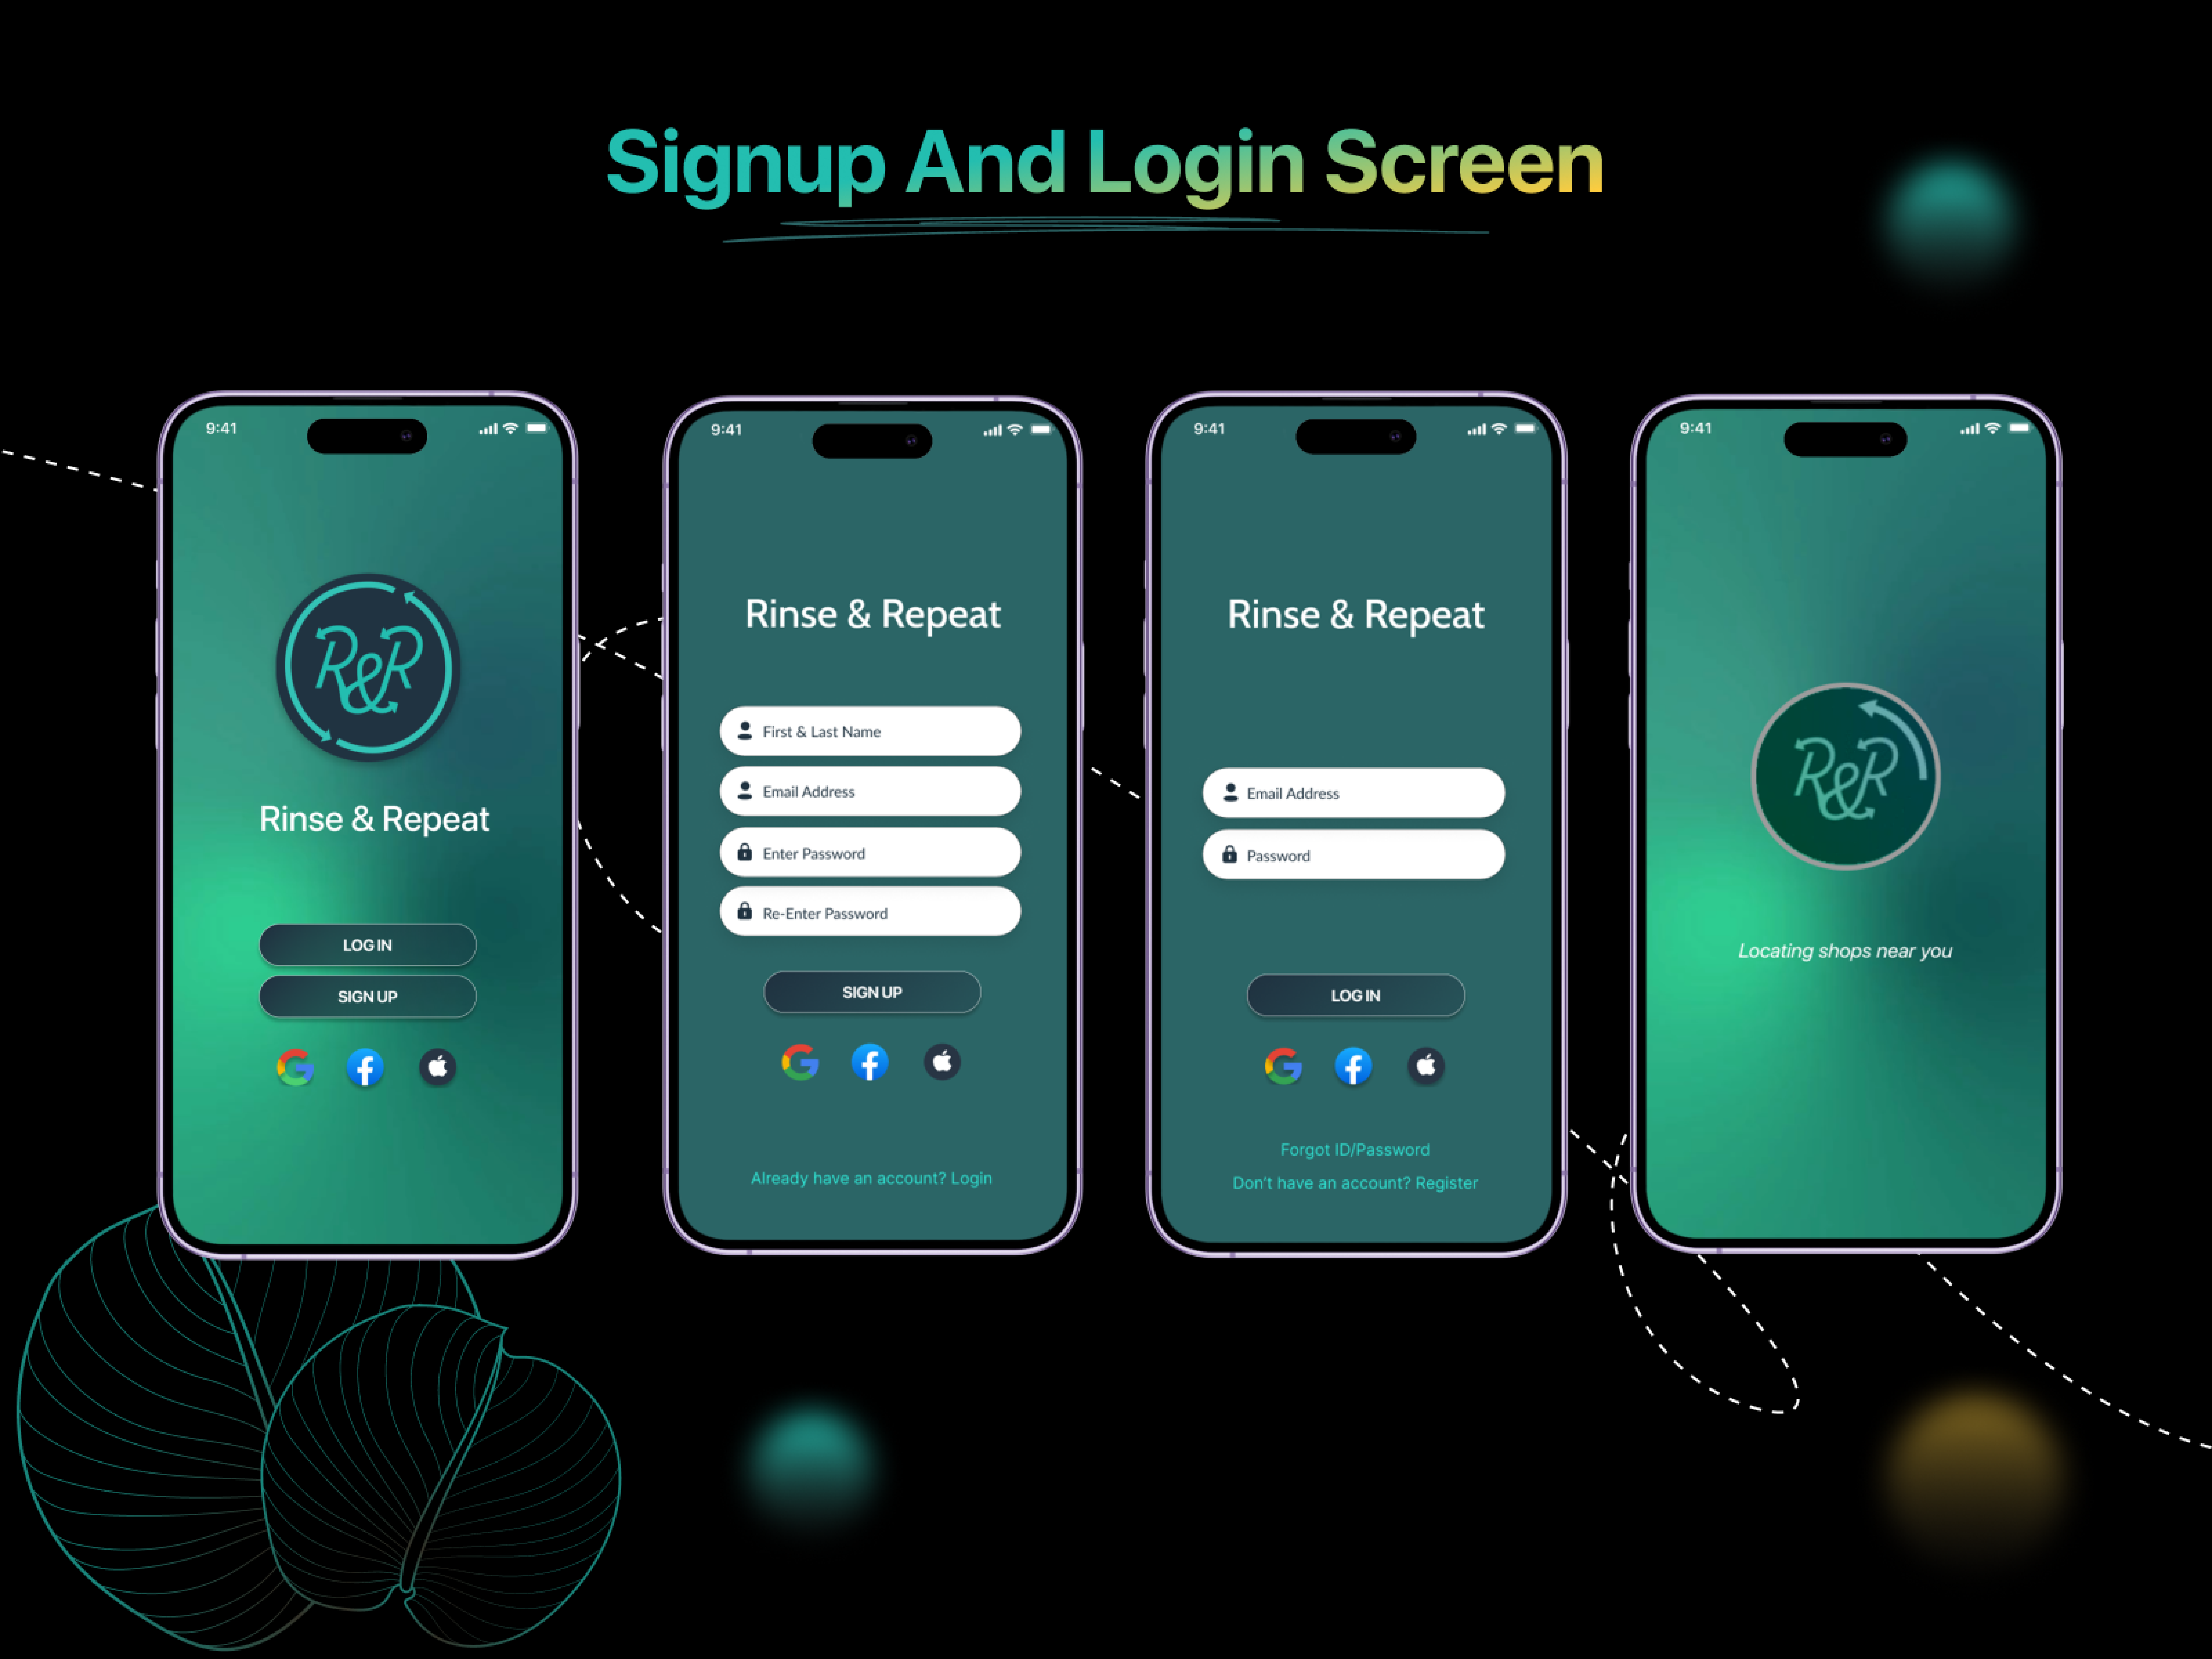 Signup And Login Screen
9:41
R&R
Rinse & Repeat
LOG IN
SIGN UP
9:41
Rinse & Repeat
First & Last Name
Email Address
Enter Password
Re-Enter Password
SIGN UP
Already have an account? Login
9:41
Rinse & Repeat
Email Address
Password
LOG IN
Forgot ID/Password
Don't have an account? Register
9:41
R&R
Locating shops near you